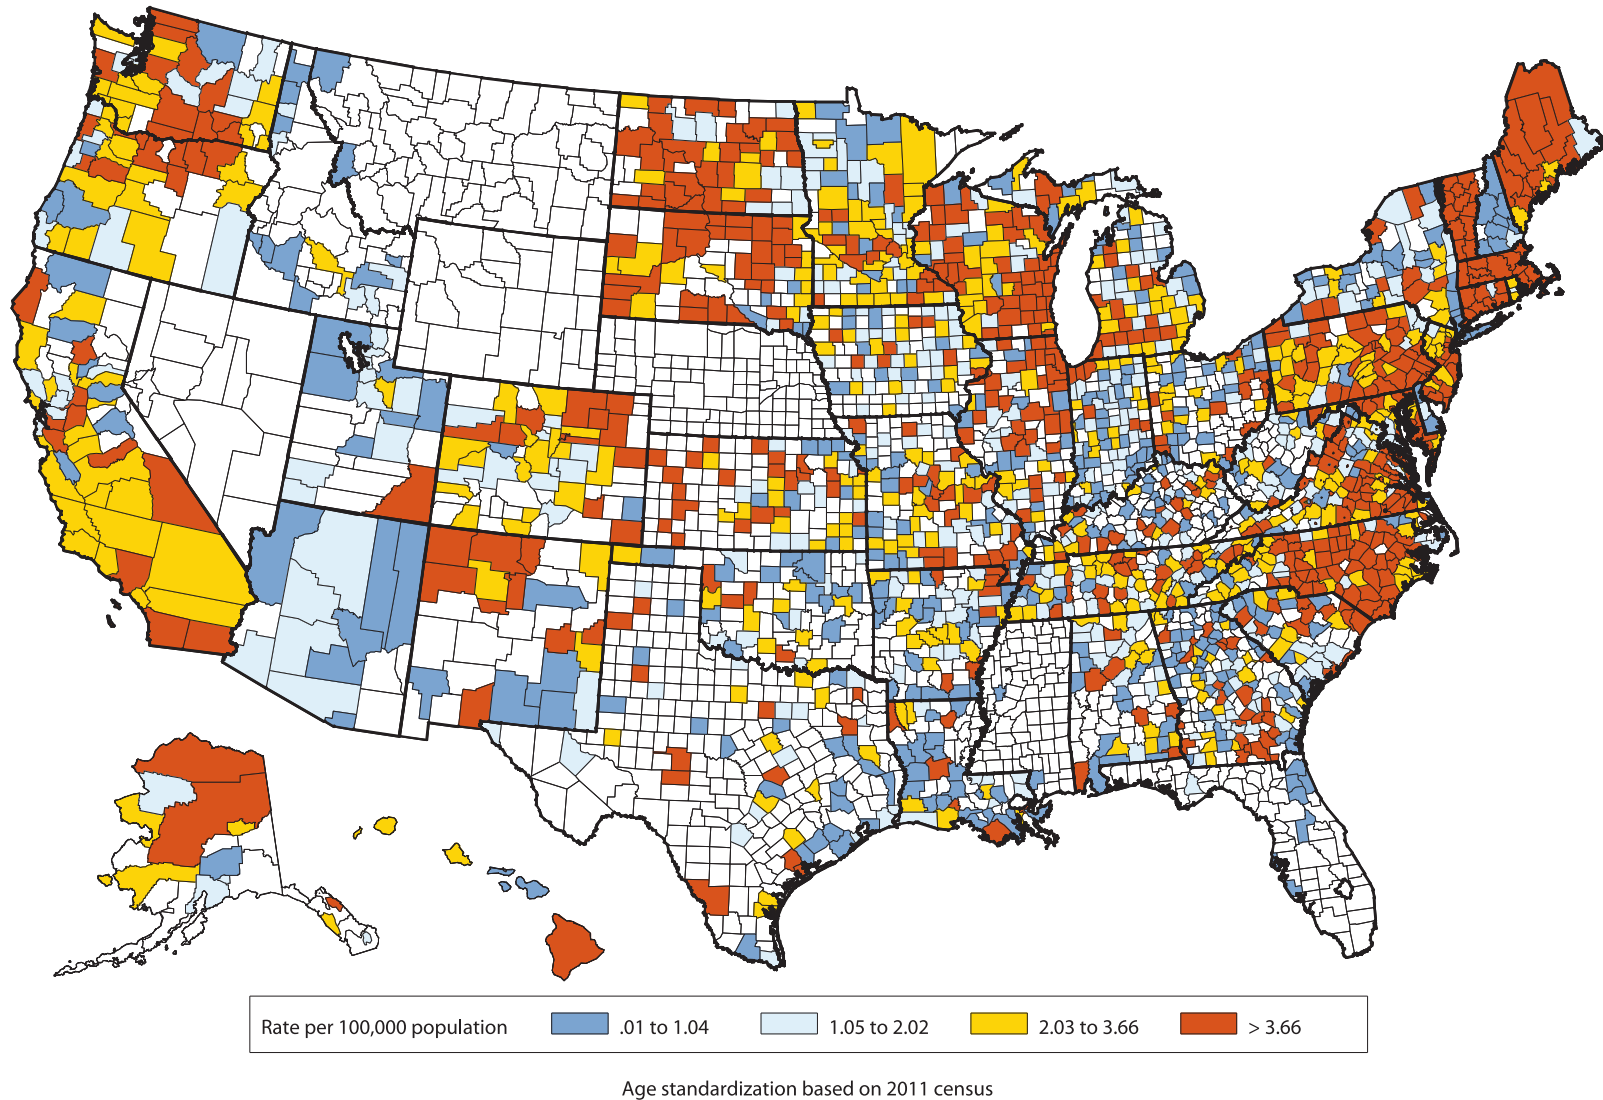 Rate per 100,000 population .01 to 1.04 1.05 to 2.02 2.03 to 3.66 > 3.66
Age standardization based on 2011 census